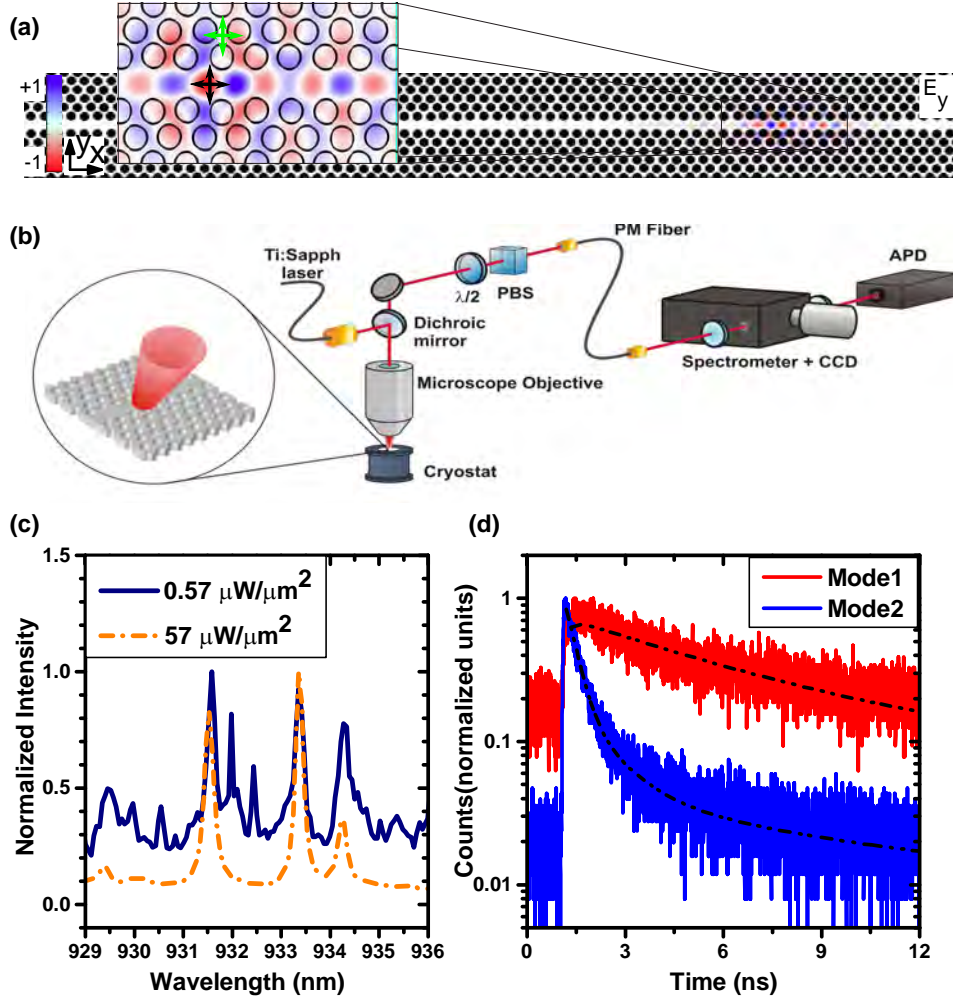 (a)
+1
-1
y
x
E_y
(b)
Ti:Sapph
laser
λ/2
PBS
PM Fiber
APD
Dichroic
mirror
Microscope Objective
Spectrometer + CCD
Cryostat
(c)
1.5
1.0
0.5
0.0
Normalized Intensity
0.57 μW/μm²
57 μW/μm²
929 930 931 932 933 934 935 936
Wavelength (nm)
(d)
1
0.1
0.01
Counts(normalized units)
Mode1
Mode2
0 3 6 9 12
Time (ns)